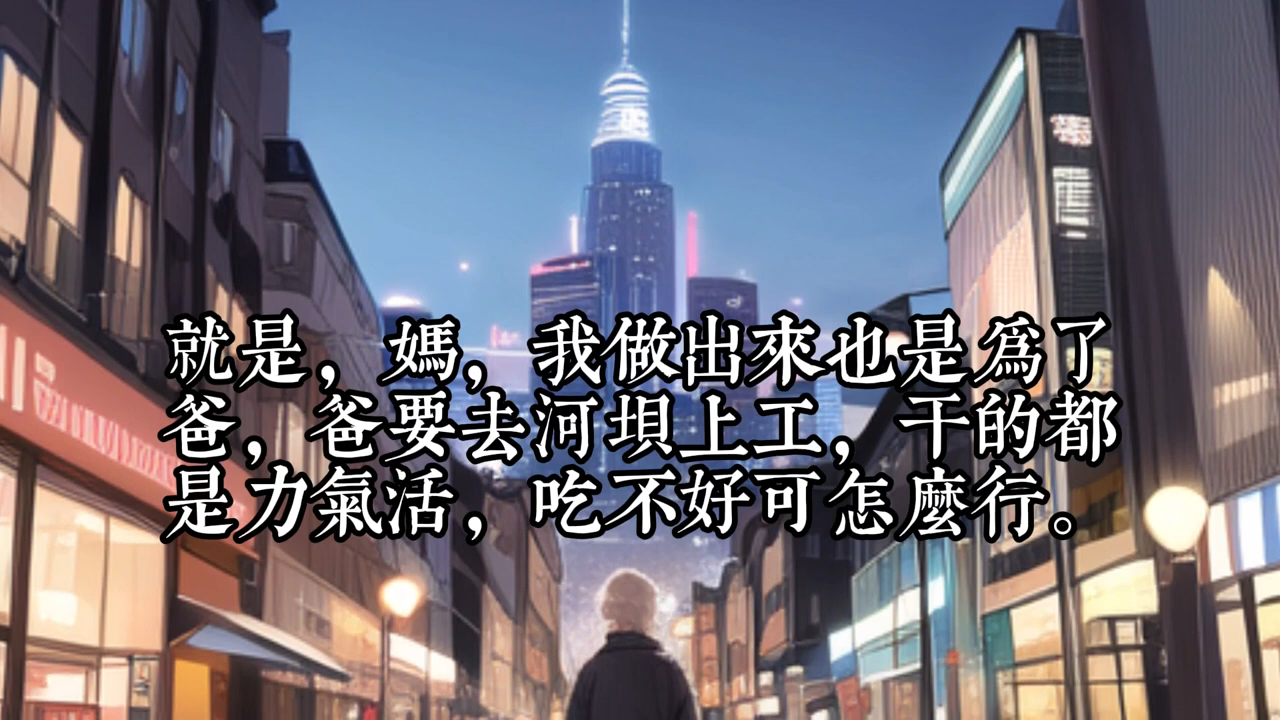 就是，媽，我做出來也是爲了
爸，爸要去河坝上工，干的都
是力氣活，吃不好可怎麼行。